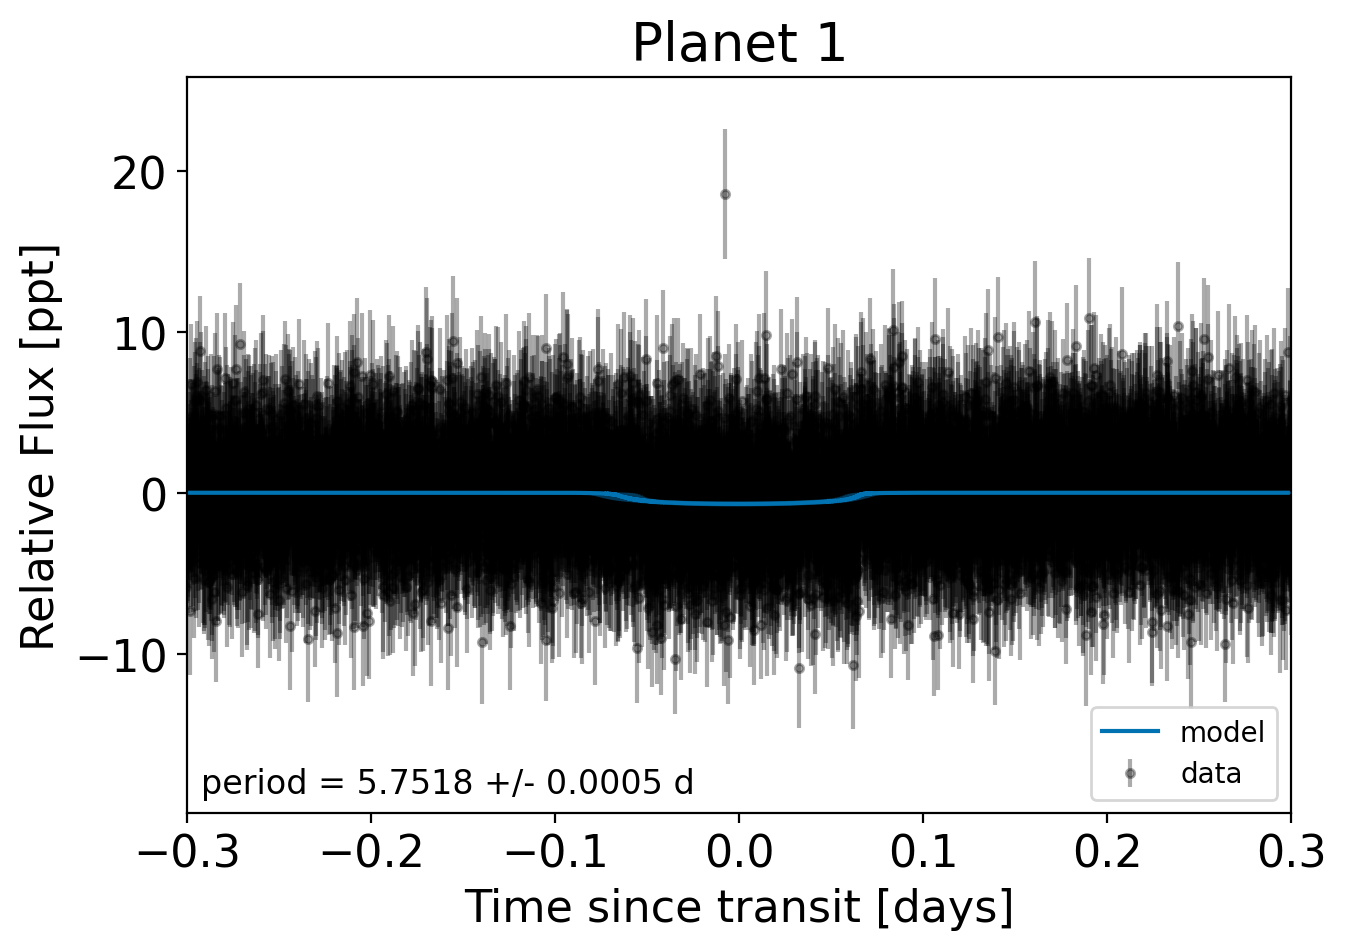 Planet 1
Relative Flux [ppt]
20
10
0
−10
period = 5.7518 +/- 0.0005 d
model
data
−0.3
−0.2
−0.1
0.0
0.1
0.2
0.3
Time since transit [days]